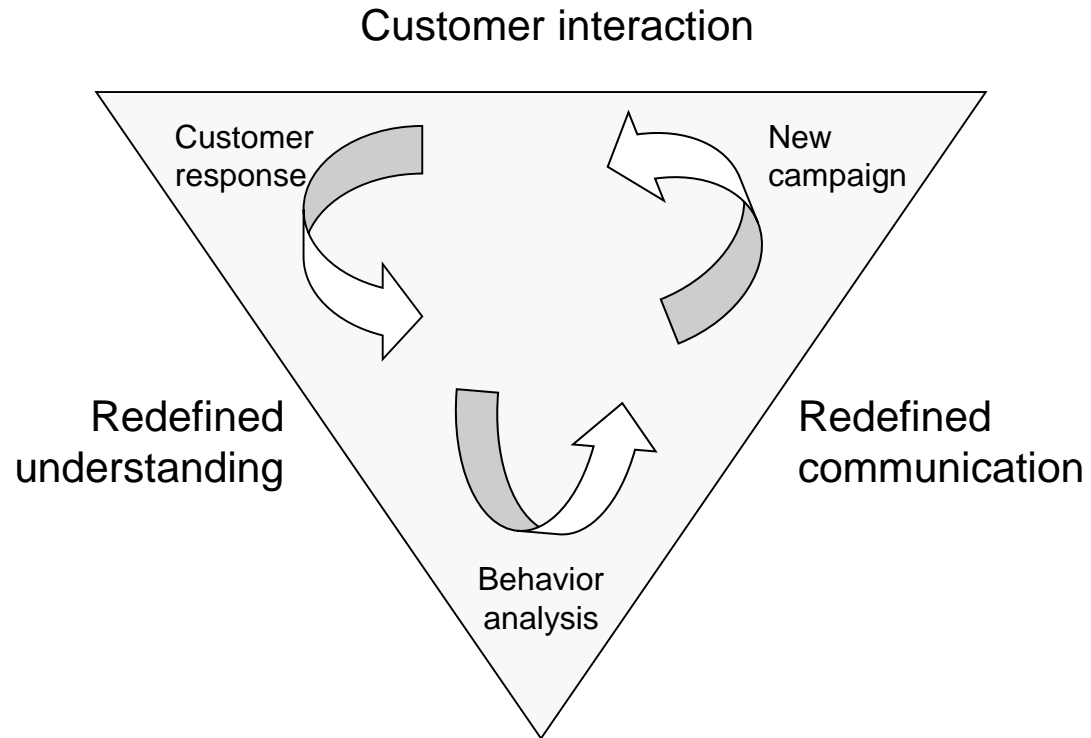 Customer interaction
Customer
response
New
campaign
Redefined
understanding
Redefined
communication
Behavior
analysis